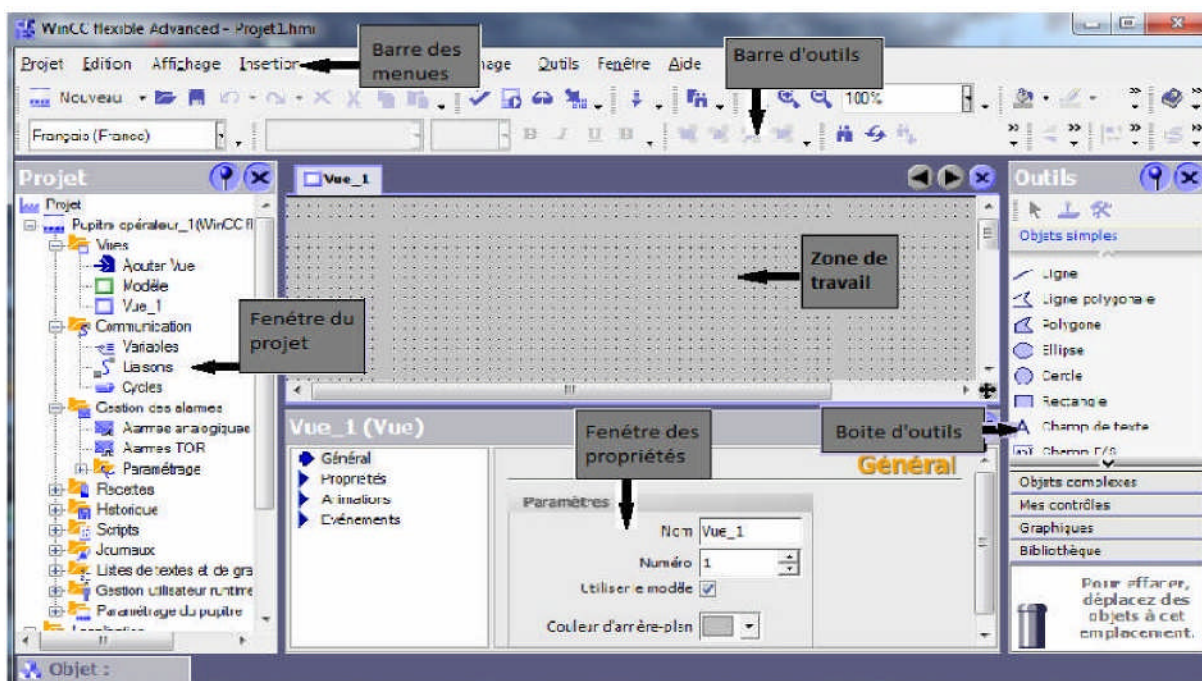 WinCC flexible Advanced - Projet1.hmi
Projet Edition Affichage Insertion
Outils Fenêtre Aide
Barre des
menues
Barre d'outils
Nouveau
100%
Français (France)
B I U
Projet
Projet
Pupitre opérateur_1(WinCC fl
Vues
Ajouter Vue
Modèle
Vue_1
Communication
Variables
Liaisons
Cycles
Gestion des alarmes
Alarmes analogiques
Alarmes TOR
Paramétrage
Recettes
Historique
Scripts
Journaux
Listes de textes et de gra
Gestion utilisateur runtime
Paramétrage du pupitre
Fenétre du
projet
Vue_1
Zone de
travail
Vue_1 (Vue)
Général
Propriétés
Animations
Evénements
Fenétre des
propriétés
Boite d'outils
Général
Paramètres
Nom Vue_1
Numéro 1
Utiliser le modèle
Couleur d'arrière-plan
Outils
Objets simples
Ligne
Ligne polygonale
Polygone
Ellipse
Cercle
Rectangle
A Champ de texte
Champ E/S
Objets complexes
Mes contrôles
Graphiques
Bibliothèque
Pour effacer,
déplacez des
objets à cet
emplacement.
Objet :